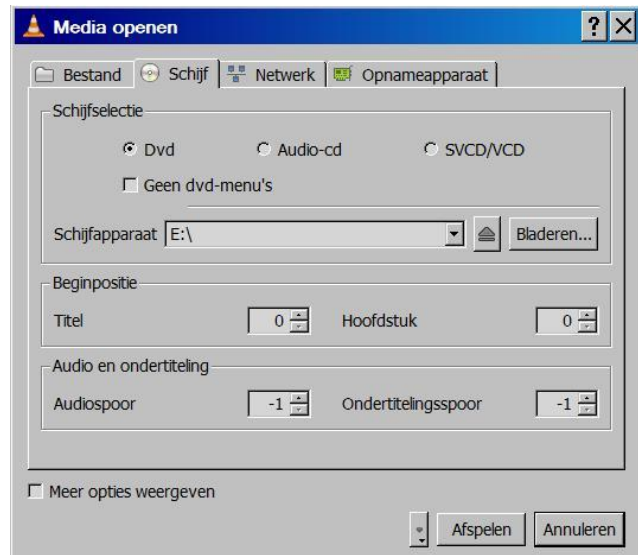 Media openen
Bestand Schijf Netwerk Opnameapparaat
Schijfselectie
Dvd Audio-cd SVCD/VCD
Geen dvd-menu's
Schijfapparaat E:\ Bladeren...
Beginpositie
Titel 0 Hoofdstuk 0
Audio en ondertiteling
Audiospoor -1 Ondertitelingsspoor -1
Meer opties weergeven
Afspelen Annuleren